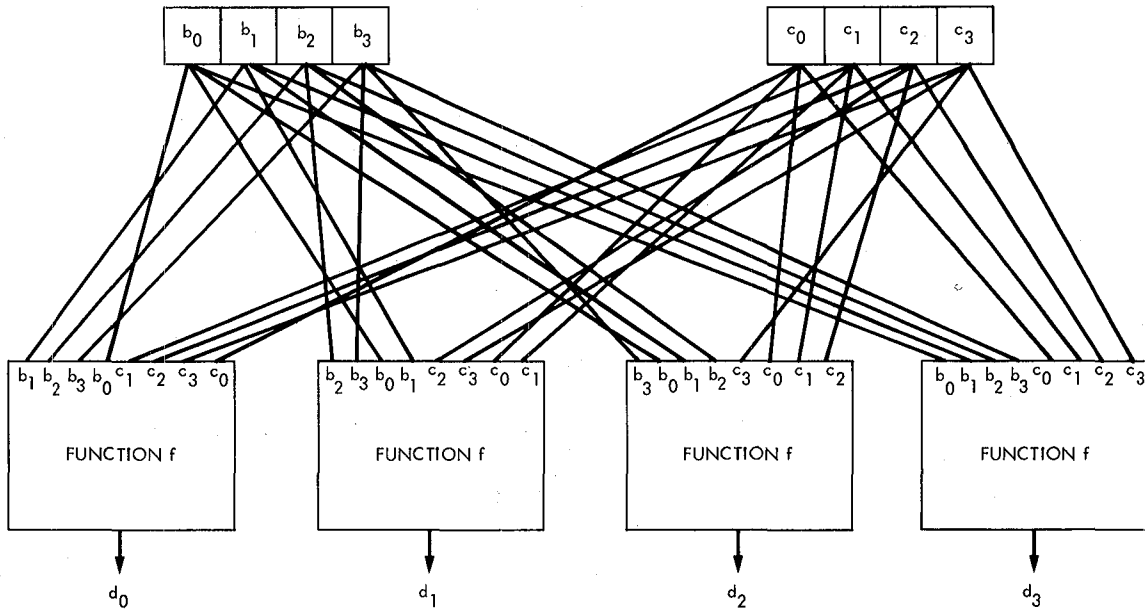 b0 b1 b2 b3 c0 c1 c2 c3
b1 b2 b3 b0 c1 c2 c3 c0 b2 b3 b0 b1 c2 c3 c0 c1 b3 b0 b1 b2 c3 c0 c1 c2 b0 b1 b2 b3 c0 c1 c2 c3
FUNCTION f FUNCTION f FUNCTION f FUNCTION f
d0 d1 d2 d3